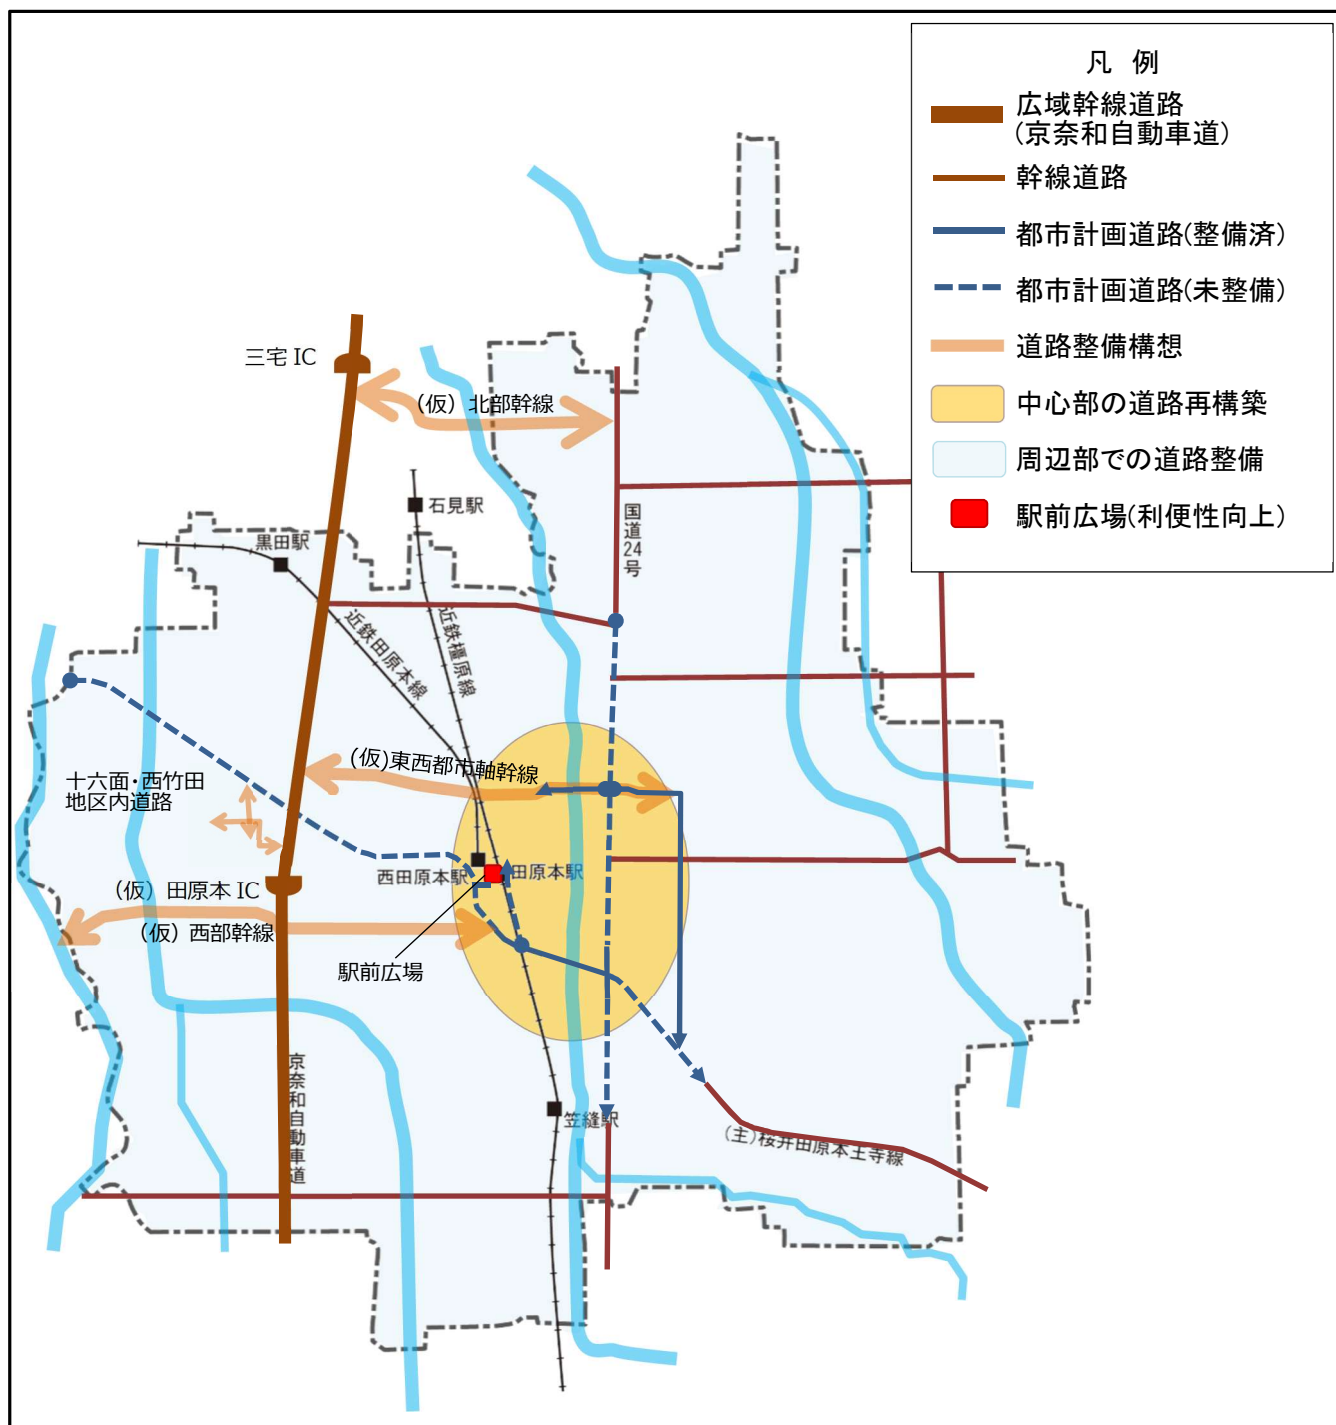 凡 例
広域幹線道路
(京奈和自動車道)
幹線道路
都市計画道路(整備済)
都市計画道路(未整備)
道路整備構想
中心部の道路再構築
周辺部での道路整備
駅前広場(利便性向上)
三宅 IC
(仮) 北部幹線
石見駅
国道24号
黒田駅
近鉄田原本線
近鉄橿原線
(仮)東西都市軸幹線
十六面・西竹田
地区内道路
西田原本駅
田原本駅
(仮) 田原本 IC
(仮) 西部幹線
駅前広場
京奈和自動車道
笠縫駅
(主)桜井田原本王寺線